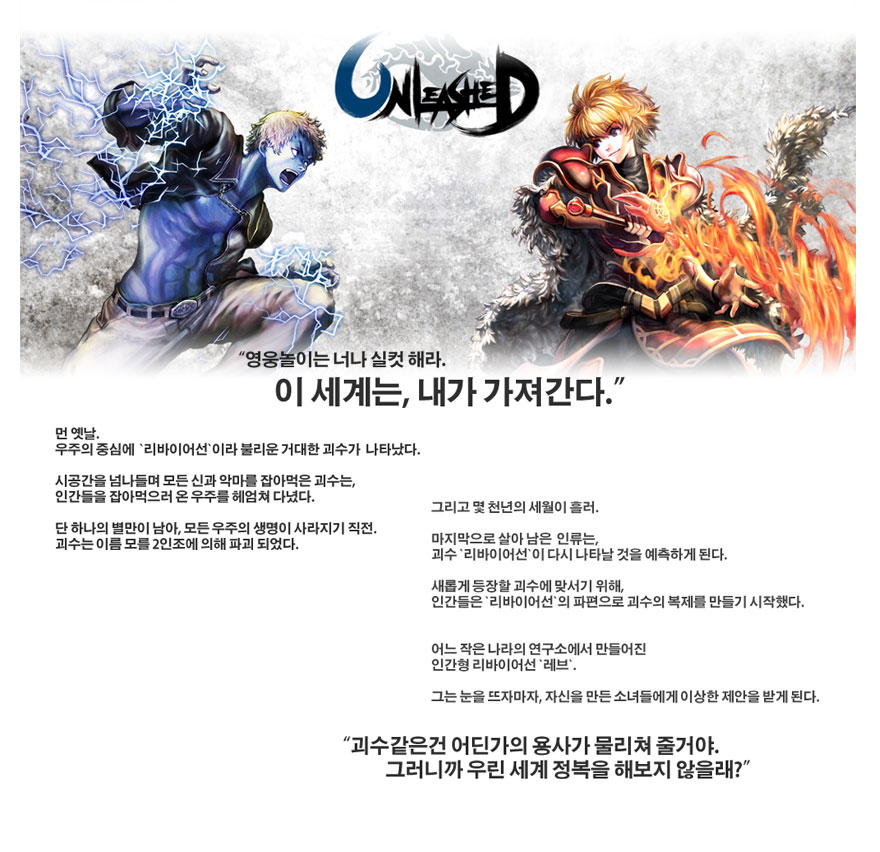 UNLEASHED
“영웅놀이는 너나 실컷 해라.
이 세계는, 내가 가져간다.”
먼 옛날.
우주의 중심에 `리바이어선`이라 불리운 거대한 괴수가 나타났다.
시공간을 넘나들며 모든 신과 악마를 잡아먹은 괴수는,
인간들을 잡아먹으러 온 우주를 헤엄쳐 다녔다.
단 하나의 별만이 남아, 모든 우주의 생명이 사라지기 직전.
괴수는 이름 모를 2인조에 의해 파괴 되었다.
그리고 몇 천년의 세월이 흘러.
마지막으로 살아 남은 인류는,
괴수 `리바이어선`이 다시 나타날 것을 예측하게 된다.
새롭게 등장할 괴수에 맞서기 위해,
인간들은 `리바이어선`의 파편으로 괴수의 복제를 만들기 시작했다.
어느 작은 나라의 연구소에서 만들어진
인간형 리바이어선 `레브`.
그는 눈을 뜨자마자, 자신을 만든 소녀들에게 이상한 제안을 받게 된다.
“괴수같은건 어딘가의 용사가 물리쳐 줄거야.
그러니까 우린 세계 정복을 해보지 않을래?”